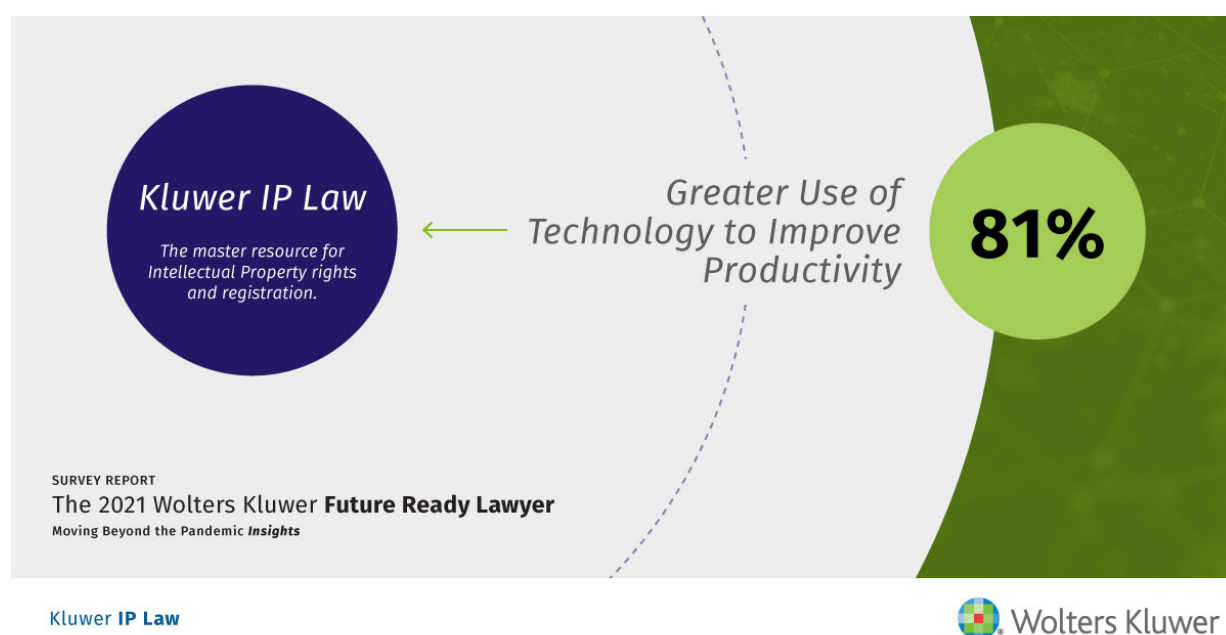 Kluwer IP Law
The master resource for
Intellectual Property rights
and registration.
Greater Use of
Technology to Improve
Productivity
81%
SURVEY REPORT
The 2021 Wolters Kluwer Future Ready Lawyer
Moving Beyond the Pandemic Insights
Kluwer IP Law
Wolters Kluwer